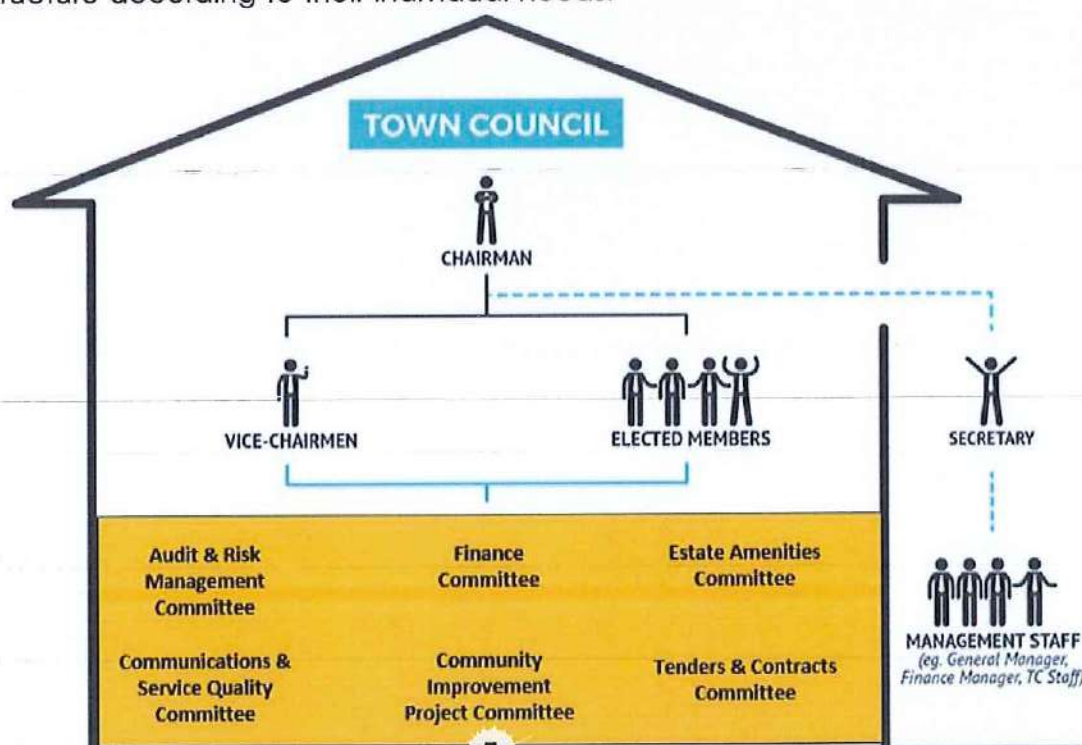 TOWN COUNCIL
CHAIRMAN
VICE-CHAIRMEN
ELECTED MEMBERS
SECRETARY
Audit & Risk
Management
Committee
Finance
Committee
Estate Amenities
Committee
MANAGEMENT STAFF
(eg. General Manager,
Finance Manager, TC Staff)
Communications &
Service Quality
Committee
Community
Improvement
Project Committee
Tenders & Contracts
Committee